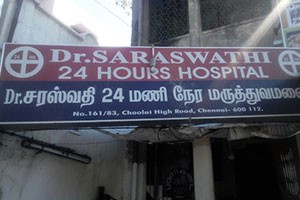 Dr.SARASWATHI
24 HOURS HOSPITAL
Dr.சரஸ்வதி 24 மணி நேர மருத்துவமனை
No.161/83, Choolai High Road, Chennai- 600 112.